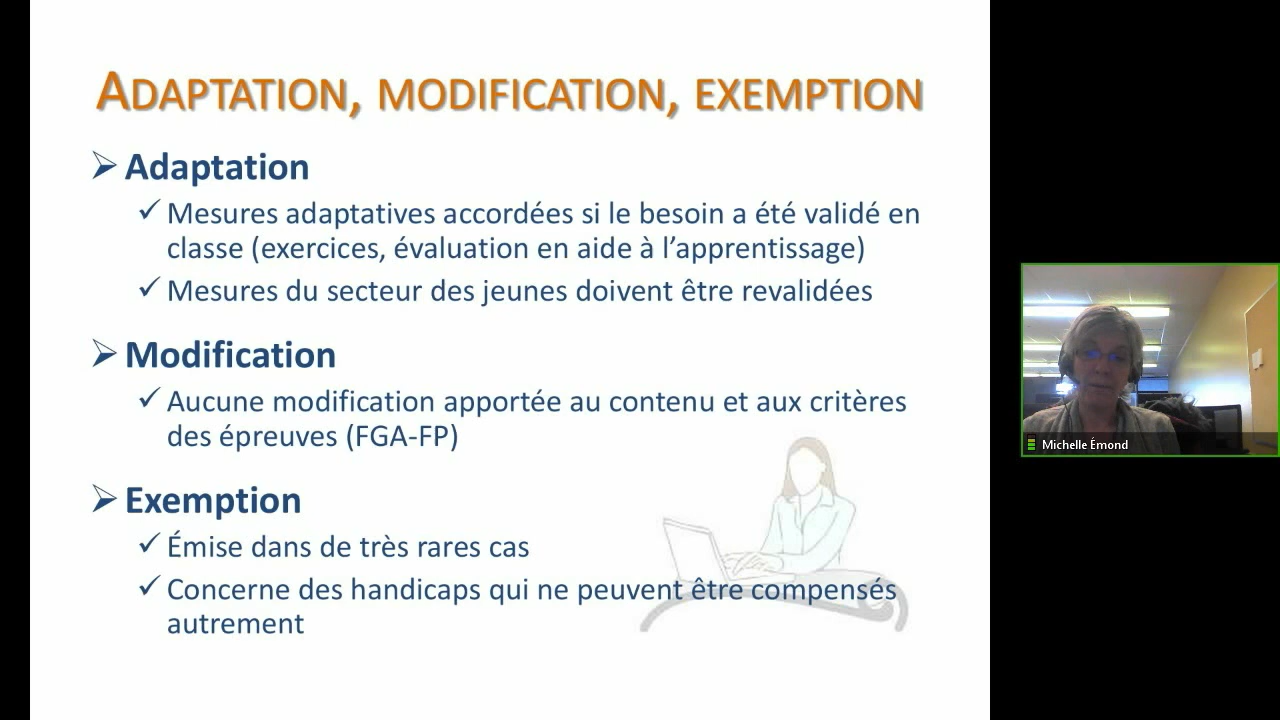 ADAPTATION, MODIFICATION, EXEMPTION
Adaptation
Mesures adaptatives accordées si le besoin a été validé en
classe (exercices, évaluation en aide à l'apprentissage)
Mesures du secteur des jeunes doivent être revalidées
Modification
Aucune modification apportée au contenu et aux critères
des épreuves (FGA-FP)
Exemption
Émise dans de très rares cas
Concerne des handicaps qui ne peuvent être compensés
autrement
Michelle Émond